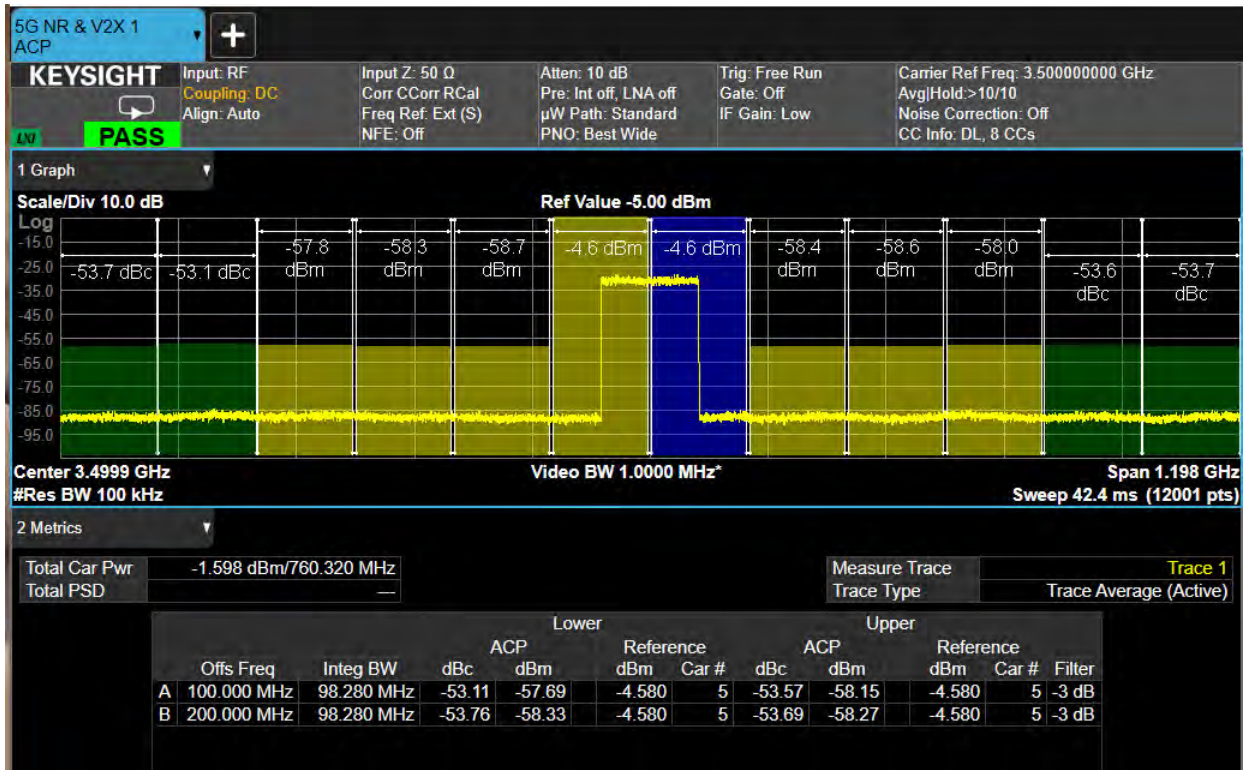 5G NR & V2X 1
ACP
+
KEYSIGHT
LNI
PASS
Input: RF
Coupling: DC
Align: Auto
Input Z: 50 Ω
Corr CCorr RCal
Freq Ref: Ext (S)
NFE: Off
Atten: 10 dB
Pre: Int off, LNA off
µW Path: Standard
PNO: Best Wide
Trig: Free Run
Gate: Off
IF Gain: Low
Carrier Ref Freq: 3.500000000 GHz
Avg|Hold:>10/10
Noise Correction: Off
CC Info: DL, 8 CCs
1 Graph
Scale/Div 10.0 dB
Ref Value -5.00 dBm
Log
-15.0
-25.0
-35.0
-45.0
-55.0
-65.0
-75.0
-85.0
-95.0
-53.7 dBc
-53.1 dBc
-57.8
dBm
-58.3
dBm
-58.7
dBm
-4.6 dBm
-4.6 dBm
-58.4
dBm
-58.6
dBm
-58.0
dBm
-53.6
dBc
-53.7
dBc
Center 3.4999 GHz
Video BW 1.0000 MHz*
Span 1.198 GHz
#Res BW 100 kHz
Sweep 42.4 ms (12001 pts)
2 Metrics
Total Car Pwr -1.598 dBm/760.320 MHz
Total PSD ---
Measure Trace Trace 1
Trace Type Trace Average (Active)
Lower Upper
ACP Reference ACP Reference
Offs Freq Integ BW dBc dBm dBm Car # dBc dBm dBm Car # Filter
A 100.000 MHz 98.280 MHz -53.11 -57.69 -4.580 5 -53.57 -58.15 -4.580 5 -3 dB
B 200.000 MHz 98.280 MHz -53.76 -58.33 -4.580 5 -53.69 -58.27 -4.580 5 -3 dB